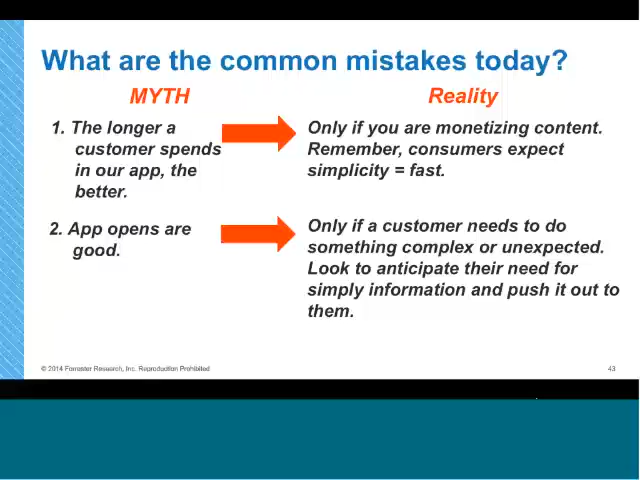 What are the common mistakes today?
MYTH
Reality
1. The longer a
customer spends
in our app, the
better.
Only if you are monetizing content.
Remember, consumers expect
simplicity = fast.
2. App opens are
good.
Only if a customer needs to do
something complex or unexpected.
Look to anticipate their need for
simply information and push it out to
them.
© 2014 Forrester Research, Inc. Reproduction Prohibited
43